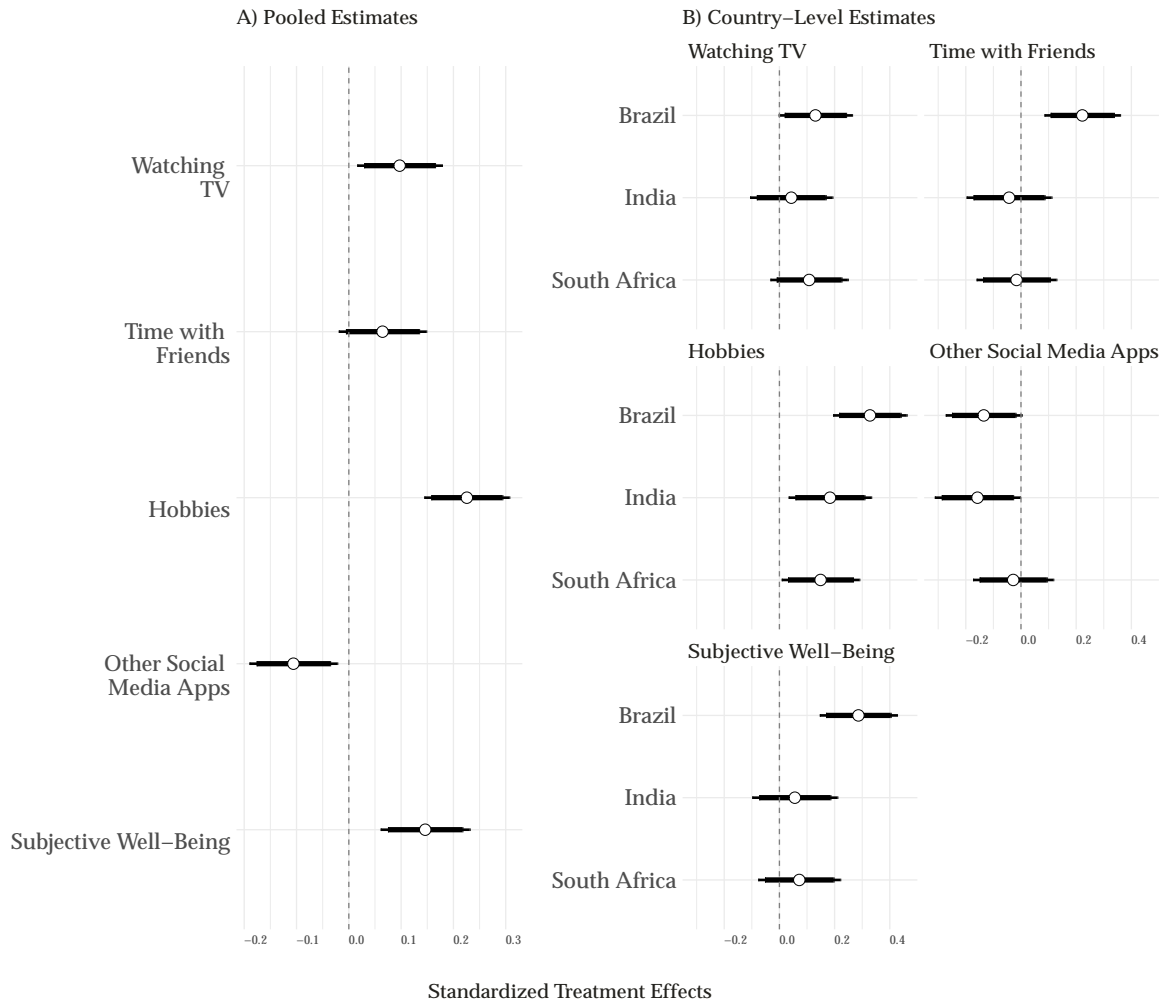 A) Pooled Estimates
Watching
TV
Time with
Friends
Hobbies
Other Social
Media Apps
Subjective Well–Being
−0.2 −0.1 0.0 0.1 0.2 0.3
B) Country–Level Estimates
Watching TV
Time with Friends
Brazil
India
South Africa
Hobbies
Other Social Media Apps
Brazil
India
South Africa
−0.2 0.0 0.2 0.4
Subjective Well–Being
Brazil
India
South Africa
−0.2 0.0 0.2 0.4
Standardized Treatment Effects